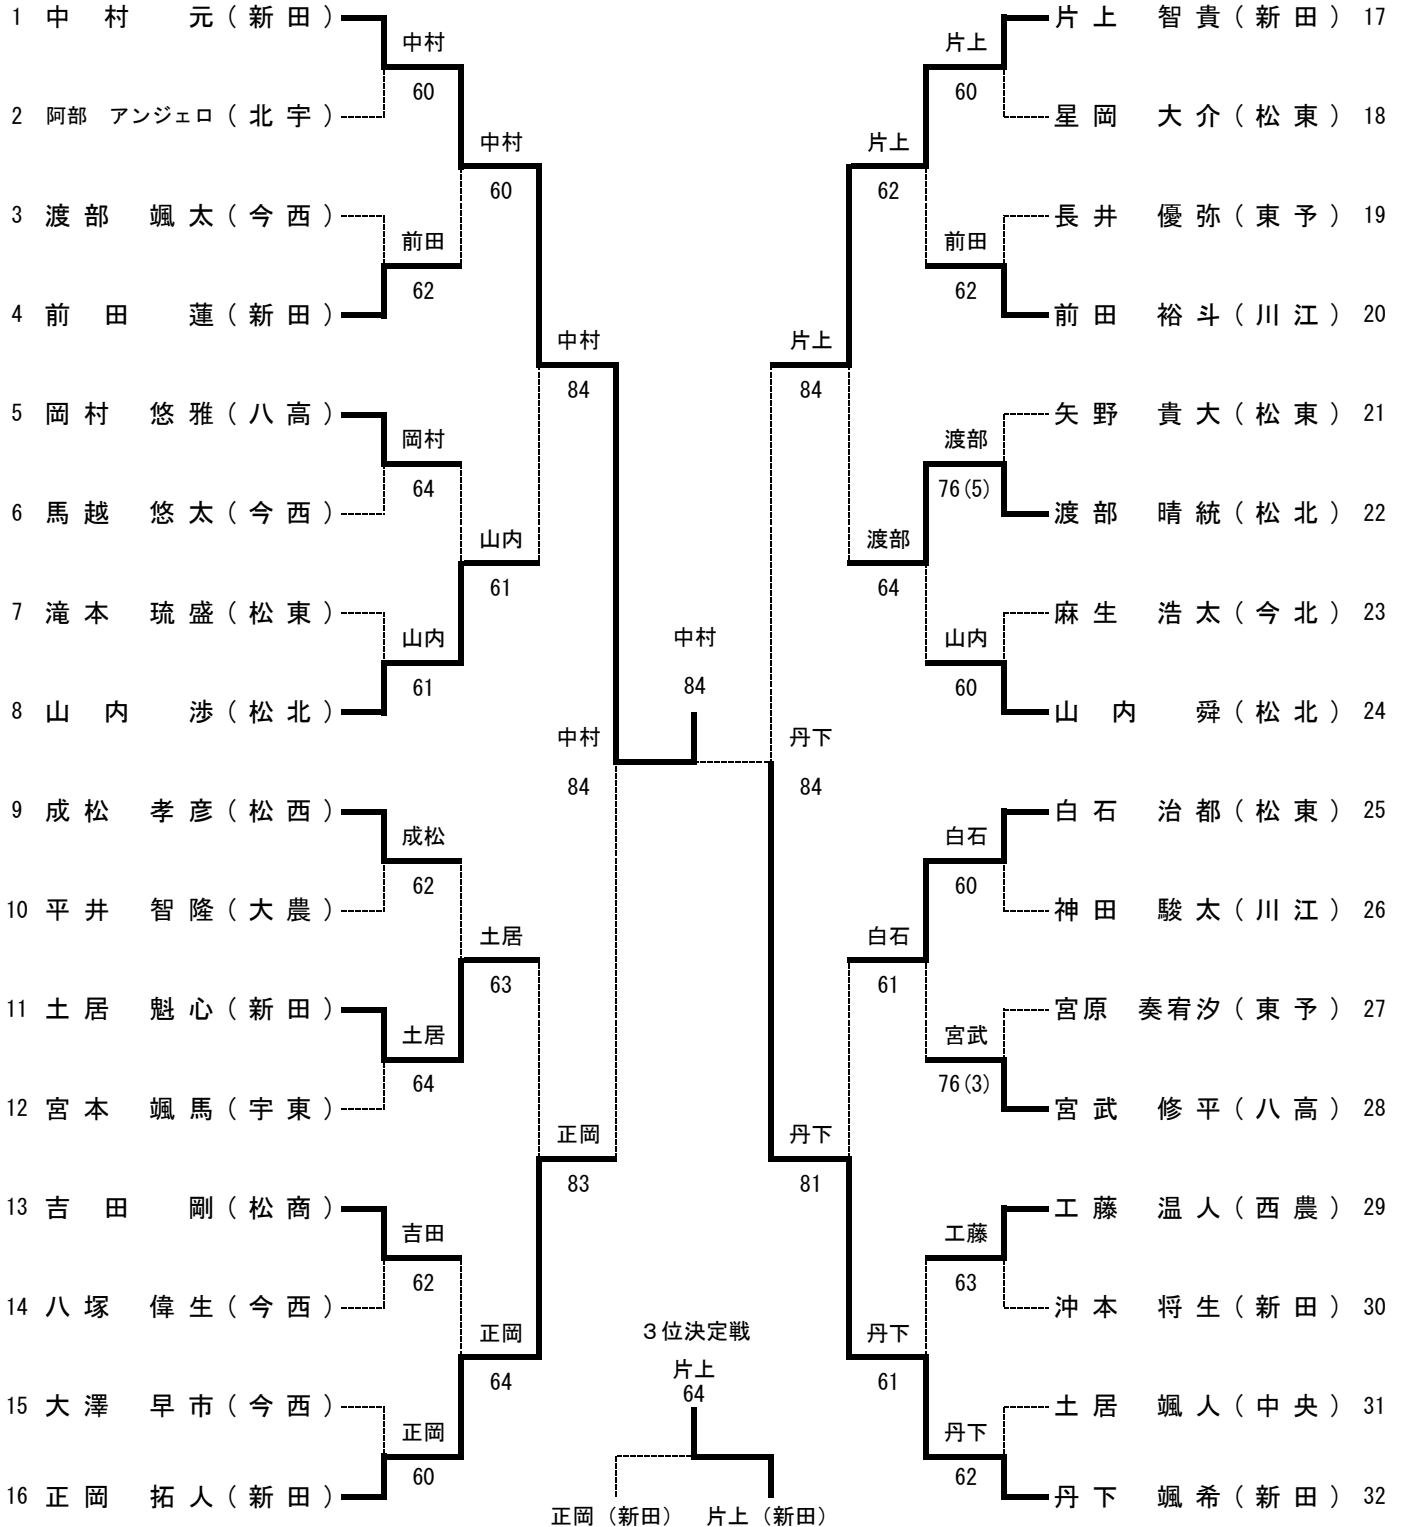 1 中村 元（新田）
2 阿部 アンジェロ（北宇）
3 渡部 颯太（今西）
4 前田 蓮（新田）
5 岡村 悠雅（八高）
6 馬越 悠太（今西）
7 滝本 琉盛（松東）
8 山内 渉（松北）
9 成松 孝彦（松西）
10 平井 智隆（大農）
11 土居 魁心（新田）
12 宮本 颯馬（宇東）
13 吉田 剛（松商）
14 八塚 偉生（今西）
15 大澤 早市（今西）
16 正岡 拓人（新田）
中村
60
前田
62
岡村
64
山内
61
成松
62
土居
64
吉田
62
正岡
60
中村
60
山内
61
土居
63
正岡
64
中村
84
正岡
83
中村
84
中村
84
丹下
84
片上
84
丹下
81
片上
62
渡部
64
白石
61
丹下
61
片上
60
前田
62
渡部
76(5)
山内
60
白石
60
宮武
76(3)
工藤
63
丹下
62
片上 智貴（新田） 17
星岡 大介（松東） 18
長井 優弥（東予） 19
前田 裕斗（川江） 20
矢野 貴大（松東） 21
渡部 晴統（松北） 22
麻生 浩太（今北） 23
山内 舜（松北） 24
白石 治都（松東） 25
神田 駿太（川江） 26
宮原 奏宥汐（東予） 27
宮武 修平（八高） 28
工藤 温人（西農） 29
沖本 将生（新田） 30
土居 颯人（中央） 31
丹下 颯希（新田） 32
３位決定戦
片上
64
正岡（新田） 片上（新田）